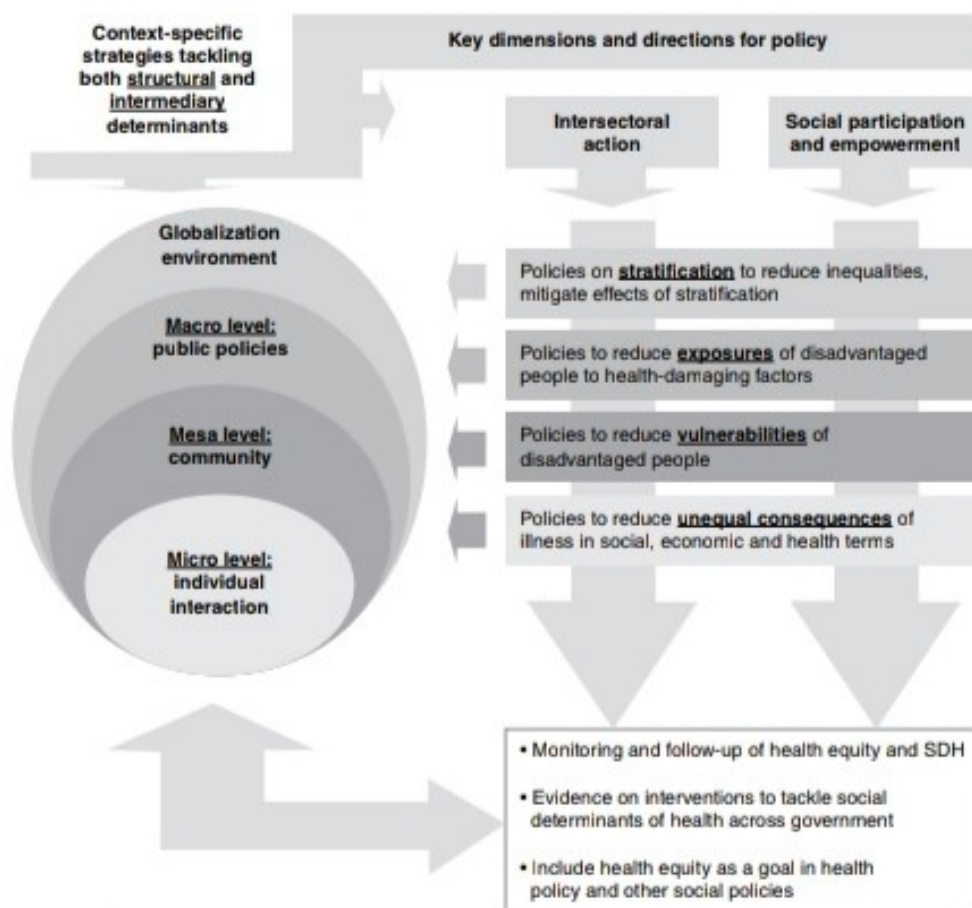 Context-specific
strategies tackling
both structural and
intermediary
determinants
Key dimensions and directions for policy
Intersectoral
action
Social participation
and empowerment
Globalization
environment
Macro level:
public policies
Mesa level:
community
Micro level:
individual
interaction
Policies on stratification to reduce inequalities,
mitigate effects of stratification
Policies to reduce exposures of disadvantaged
people to health-damaging factors
Policies to reduce vulnerabilities of
disadvantaged people
Policies to reduce unequal consequences of
illness in social, economic and health terms
• Monitoring and follow-up of health equity and SDH
• Evidence on interventions to tackle social
determinants of health across government
• Include health equity as a goal in health
policy and other social policies